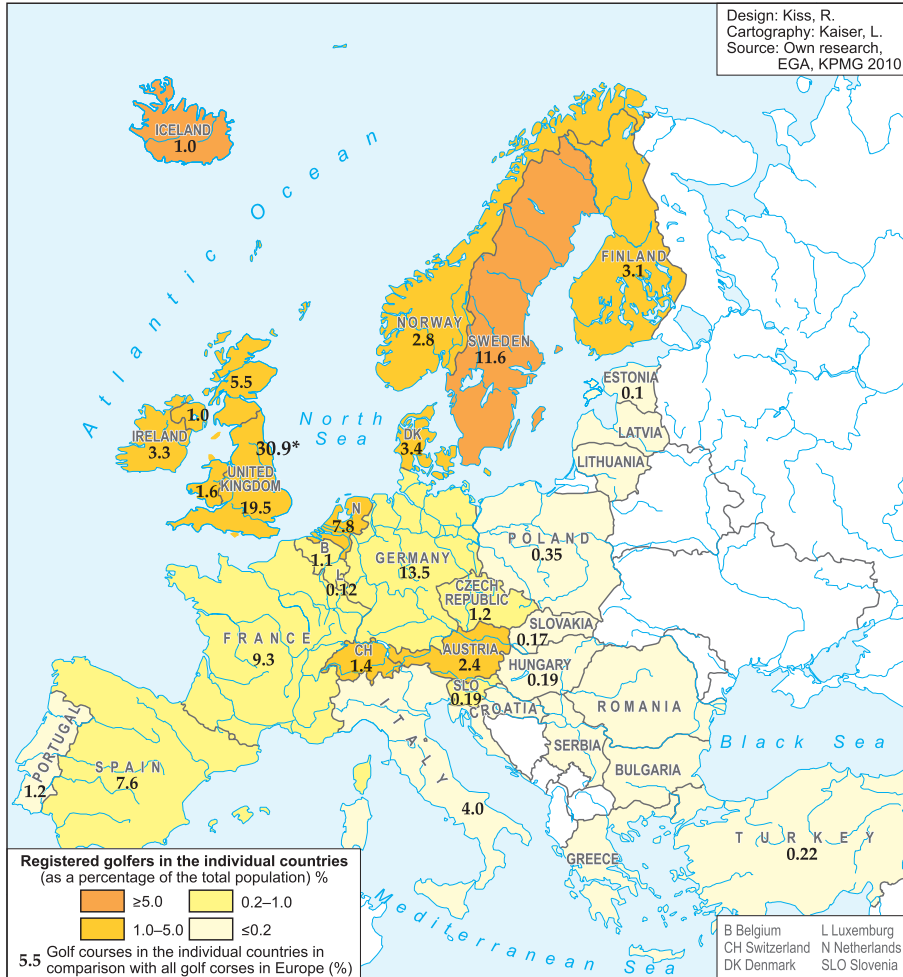 Design: Kiss, R.
Cartography: Kaiser, L.
Source: Own research,
EGA, KPMG 2010
ICELAND
1.0
Atlantic Ocean
FINLAND
3.1
NORWAY
2.8
SWEDEN
11.6
5.5
ESTONIA
0.1
1.0
North
Sea
IRELAND
3.3
DK
3.4
LATVIA
30.9*
LITHUANIA
UNITED
KINGDOM
1.6
19.5
N
7.8
POLAND
0.35
B
1.1
GERMANY
13.5
L
0.12
CZECH
REPUBLIC
1.2
SLOVAKIA
0.17
FRANCE
9.3
CH
1.4
AUSTRIA
2.4
HUNGARY
0.19
SLO
0.19
CROATIA
ROMANIA
ITALY
4.0
SERBIA
Black Sea
BULGARIA
PORTUGAL
1.2
SPAIN
7.6
TURKEY
0.22
GREECE
Mediterranean Sea
Registered golfers in the individual countries
(as a percentage of the total population) %
≥5.0
0.2–1.0
1.0–5.0
≤0.2
5.5 Golf courses in the individual countries in
comparison with all golf corses in Europe (%)
B Belgium
L Luxemburg
CH Switzerland
N Netherlands
DK Denmark
SLO Slovenia